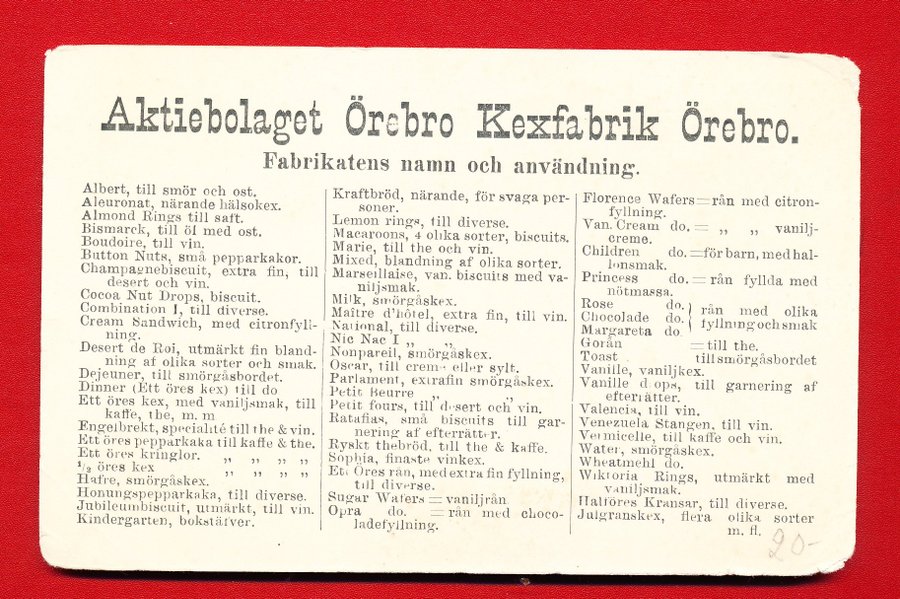 Aktiebolaget Örebro Kexfabrik Örebro.
Fabrikatens namn och användning.
Albert, till smör och ost.
Aleuronat, närande hälsokex.
Almond Rings till saft.
Bismarck, till öl med ost.
Boudoire, till vin.
Button Nuts, små pepparkakor.
Champagnebiscuit, extra fin, till
desert och vin.
Cocoa Nut Drops, biscuit.
Combination I, till diverse.
Cream Sandwich, med citronfyll-
ning.
Desert de Roi, utmärkt fin bland-
ning af olika sorter och smak.
Dejeuner, till smörgåsbordet.
Dinner (Ett öres kex) till do
Ett öres kex, med vaniljsmak, till
kaffe, the, m. m
Engelbrekt, specialité till the & vin.
Ett öres pepparkaka till kaffe & the.
Ett öres kringlor. „ „ „ „
½ öres kex „ „ „ „
Hafre, smörgåskex.
Honungspepparkaka, till diverse.
Jubileumbiscuit, utmärkt, till vin.
Kindergarten, bokstäfver.
Kraftbröd, närande, för svaga per-
soner.
Lemon rings, till diverse.
Macaroons, 4 olika sorter, biscuits.
Marie, till the och vin.
Mixed, blandning af olika sorter.
Marseillaise, van. biscuits med va-
niljsmak.
Milk, smörgåskex.
Maître d'hôtel, extra fin, till vin.
National, till diverse.
Nic Nac I „ „
Nonpareil, smörgåskex.
Oscar, till creme eller sylt.
Parlament, extrafin smörgåskex.
Petit Beurre „ „
Petit fours, till desert och vin.
Ratafias, små biscuits till gar-
nering af efterrätter.
Ryskt thebröd, till the & kaffe.
Sophia, finaste vinkex.
Ett Öres rån, med extra fin fyllning,
till diverse.
Sugar Wafers = vaniljrån
Opra do. = rån med choco-
ladefyllning.
Florence Wafers = rån med citron-
fyllning.
Van. Cream do. = „ „ vanilj-
creme.
Children do. = för barn, med hal-
lonsmak.
Princess do. = rån fyllda med
nötmassa.
Rose do. } rån med olika
Chocolade do. } fyllning och smak
Margareta do. }
Gorån = till the.
Toast till smörgåsbordet
Vanille, vaniljkex.
Vanille drops, till garnering af
efterrätter.
Valencia, till vin.
Venezuela Stangen, till vin.
Vermicelle, till kaffe och vin.
Water, smörgåskex.
Wheatmehl do.
Wiktoria Rings, utmärkt med
vaniljsmak.
Halföres Kransar, till diverse.
Julgranskex, flera olika sorter
m. fl.
20-